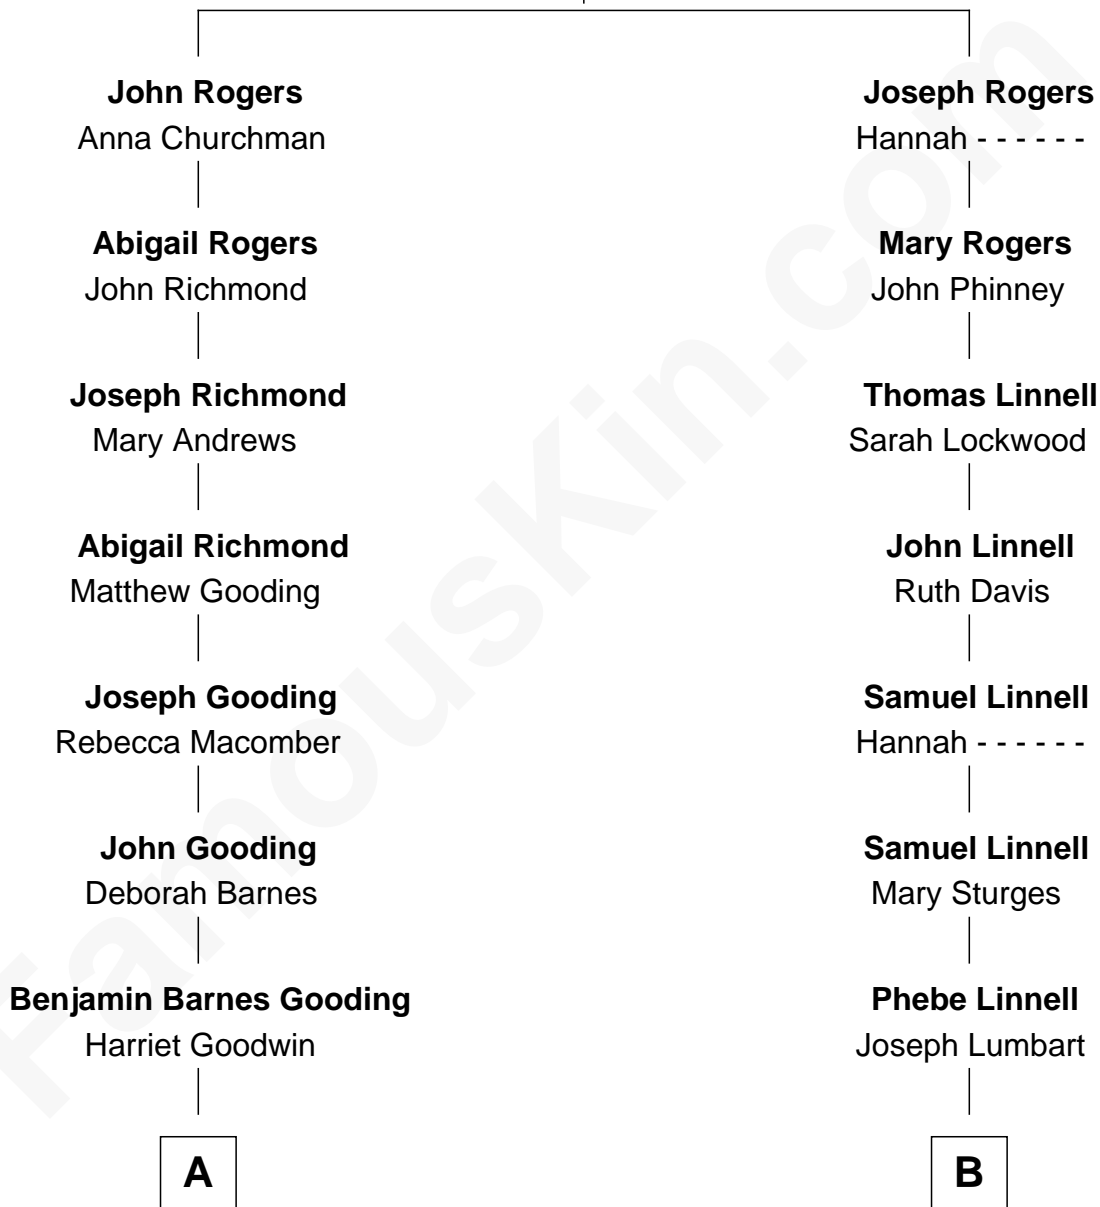 John Rogers
Anna Churchman
Abigail Rogers
John Richmond
Joseph Richmond
Mary Andrews
Abigail Richmond
Matthew Gooding
Joseph Gooding
Rebecca Macomber
John Gooding
Deborah Barnes
Benjamin Barnes Gooding
Harriet Goodwin
A
Joseph Rogers
Hannah - - - - - -
Mary Rogers
John Phinney
Thomas Linnell
Sarah Lockwood
John Linnell
Ruth Davis
Samuel Linnell
Hannah - - - - - -
Samuel Linnell
Mary Sturges
Phebe Linnell
Joseph Lumbart
B
FamousKin.com